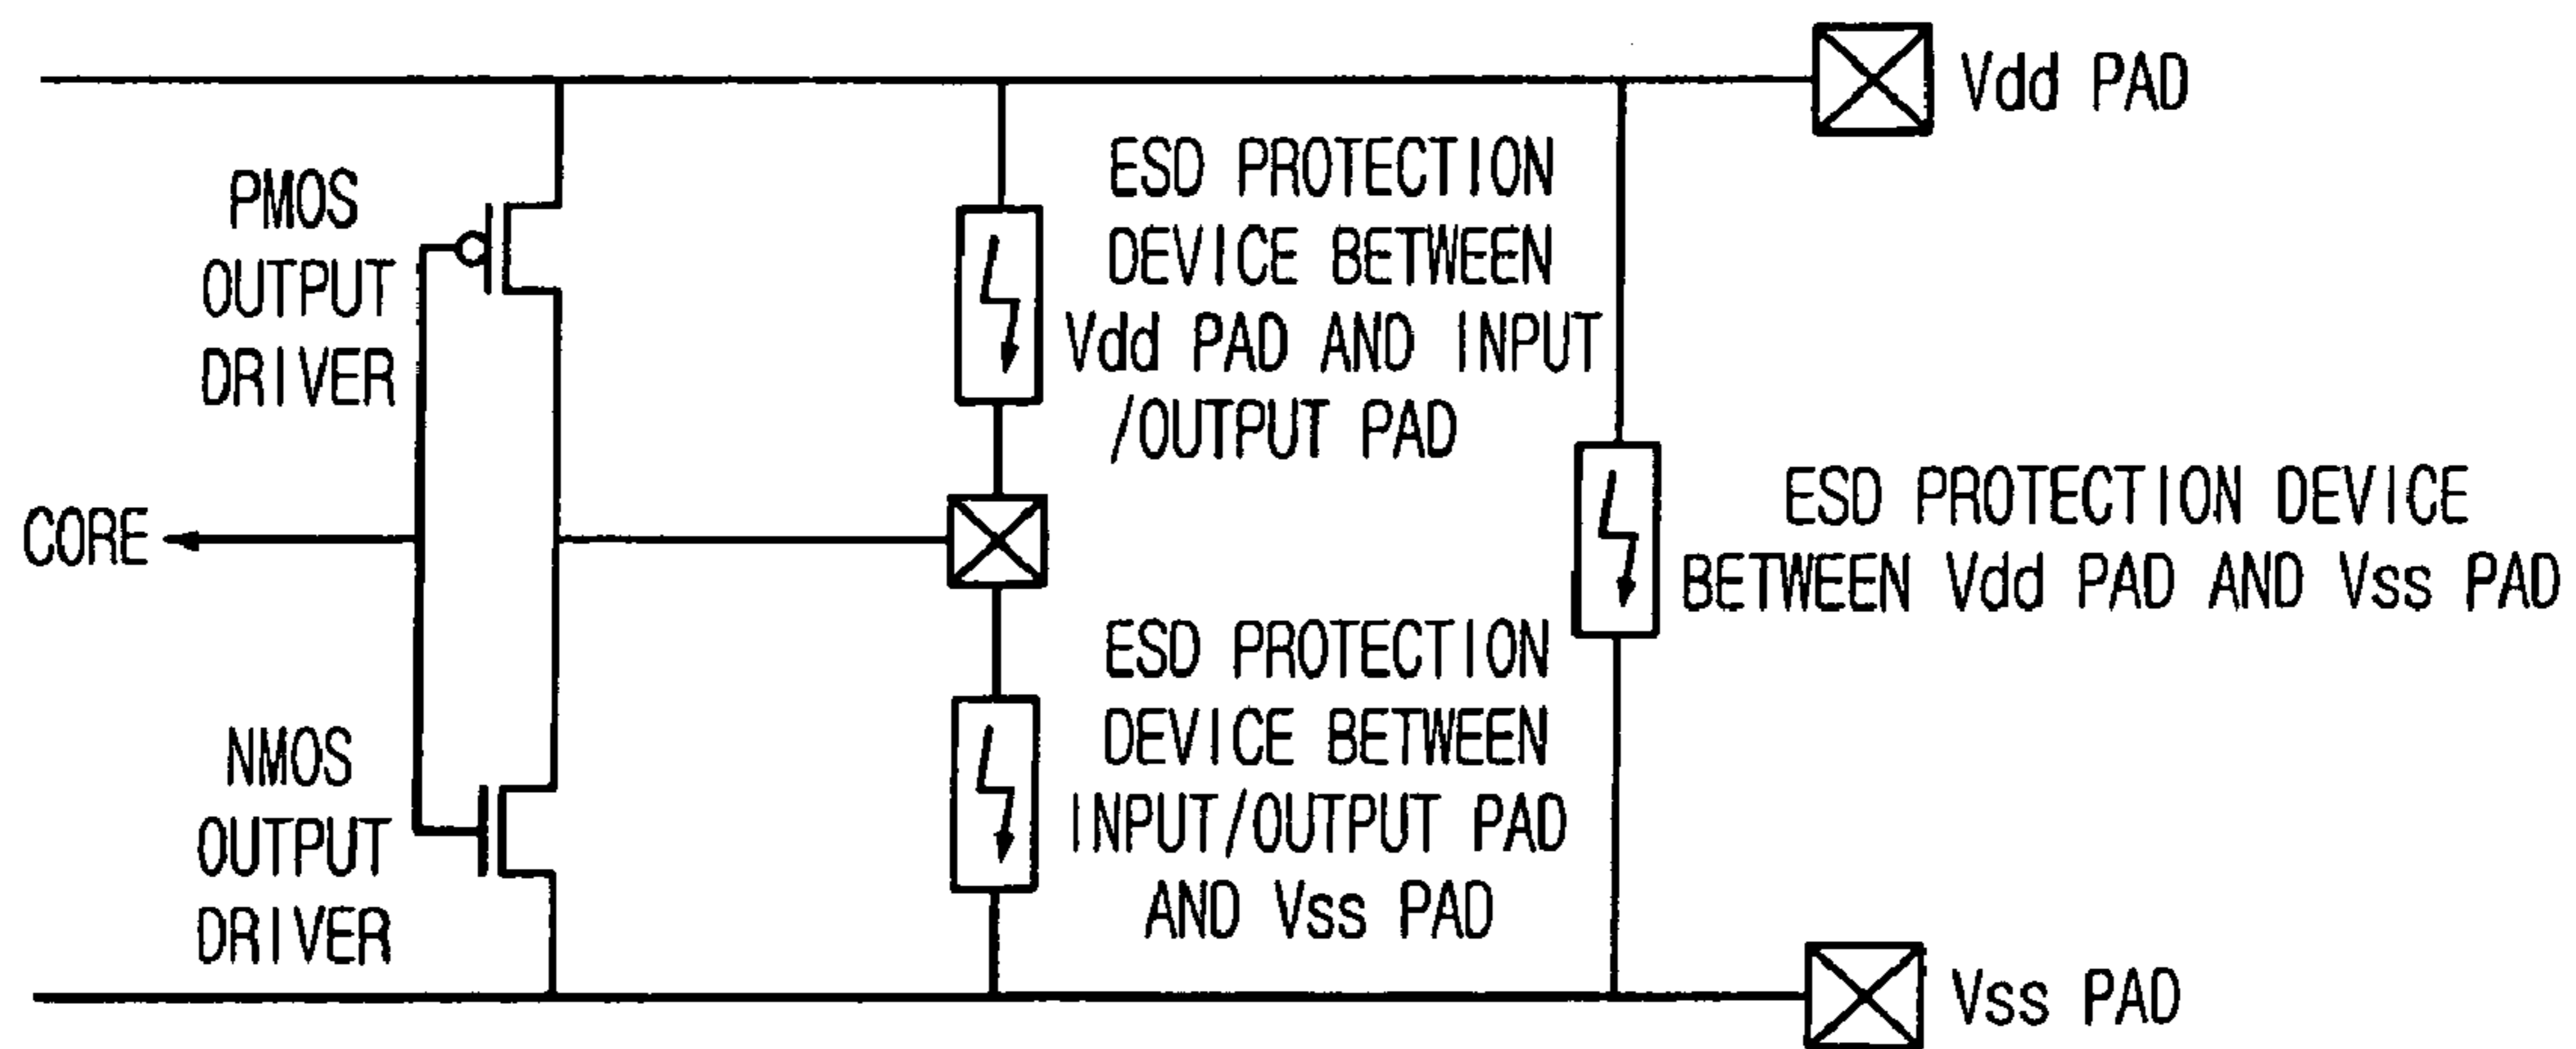 Vdd PAD
PMOS
OUTPUT
DRIVER
ESD PROTECTION
DEVICE BETWEEN
Vdd PAD AND INPUT
/OUTPUT PAD
CORE
ESD PROTECTION DEVICE
BETWEEN Vdd PAD AND Vss PAD
NMOS
OUTPUT
DRIVER
ESD PROTECTION
DEVICE BETWEEN
INPUT/OUTPUT PAD
AND Vss PAD
Vss PAD